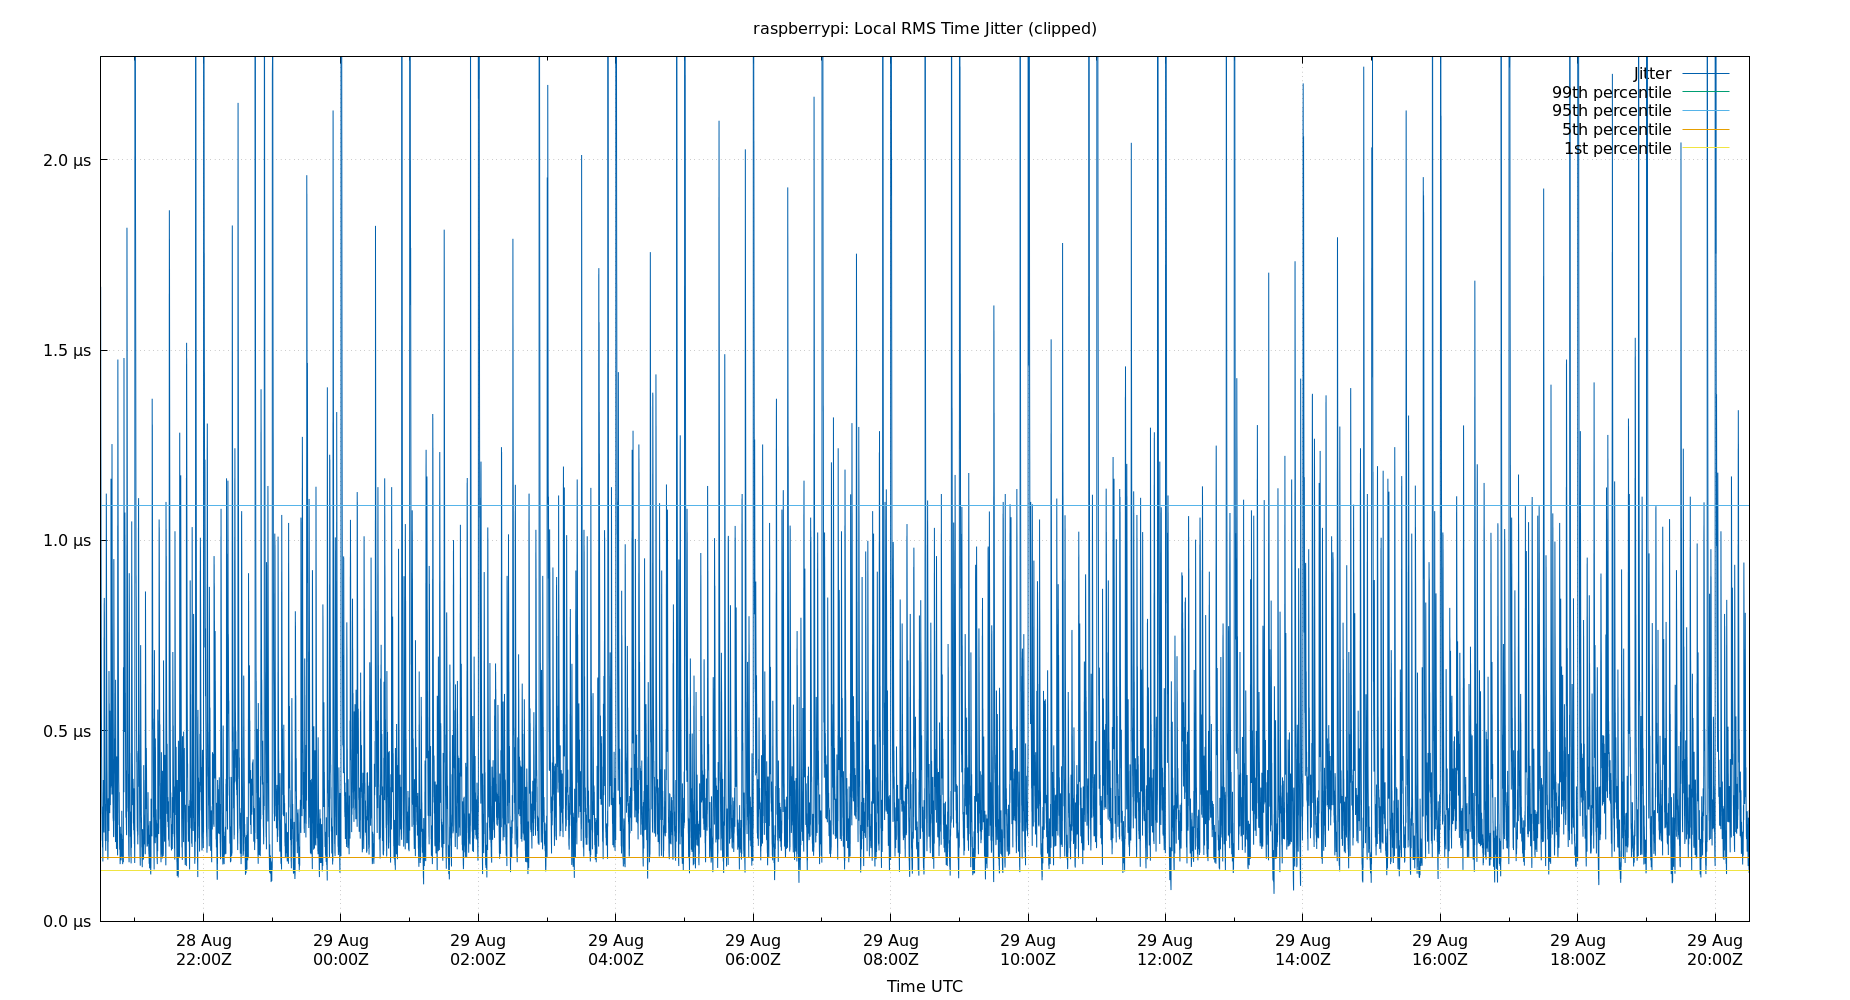 raspberrypi: Local RMS Time Jitter (clipped)
Jitter
99th percentile
95th percentile
5th percentile
1st percentile
2.0 µs
1.5 µs
1.0 µs
0.5 µs
0.0 µs
28 Aug 29 Aug 29 Aug 29 Aug 29 Aug 29 Aug 29 Aug 29 Aug 29 Aug 29 Aug 29 Aug 29 Aug
22:00Z 00:00Z 02:00Z 04:00Z 06:00Z 08:00Z 10:00Z 12:00Z 14:00Z 16:00Z 18:00Z 20:00Z
Time UTC